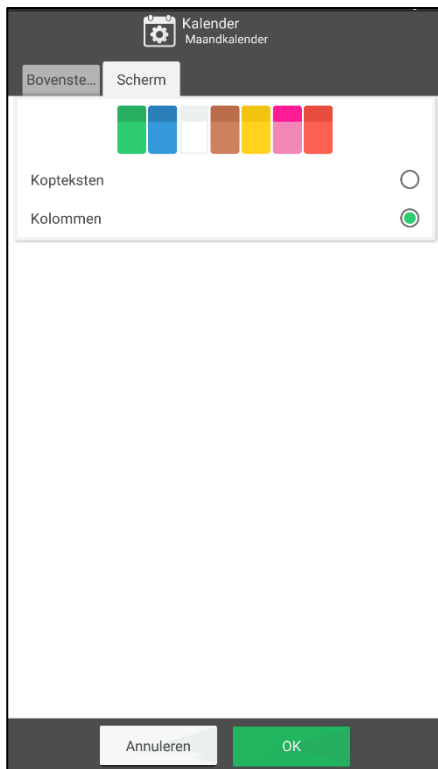 Kalender
Maandkalender
Bovenste...
Scherm
Kopteksten
Kolommen
Annuleren
OK